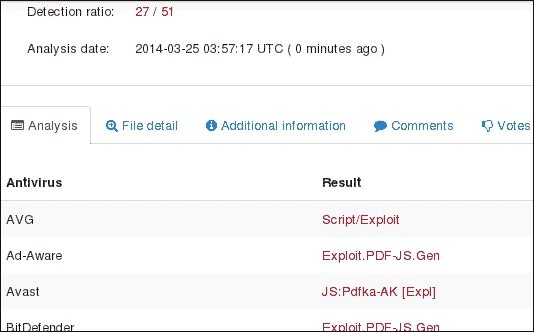 Detection ratio: 27 / 51
Analysis date: 2014-03-25 03:57:17 UTC ( 0 minutes ago )
Analysis File detail Additional information Comments Votes
Antivirus Result
AVG Script/Exploit
Ad-Aware Exploit.PDF-JS.Gen
Avast JS:Pdfka-AK [Expl]
BitDefender Exploit.PDF-JS.Gen